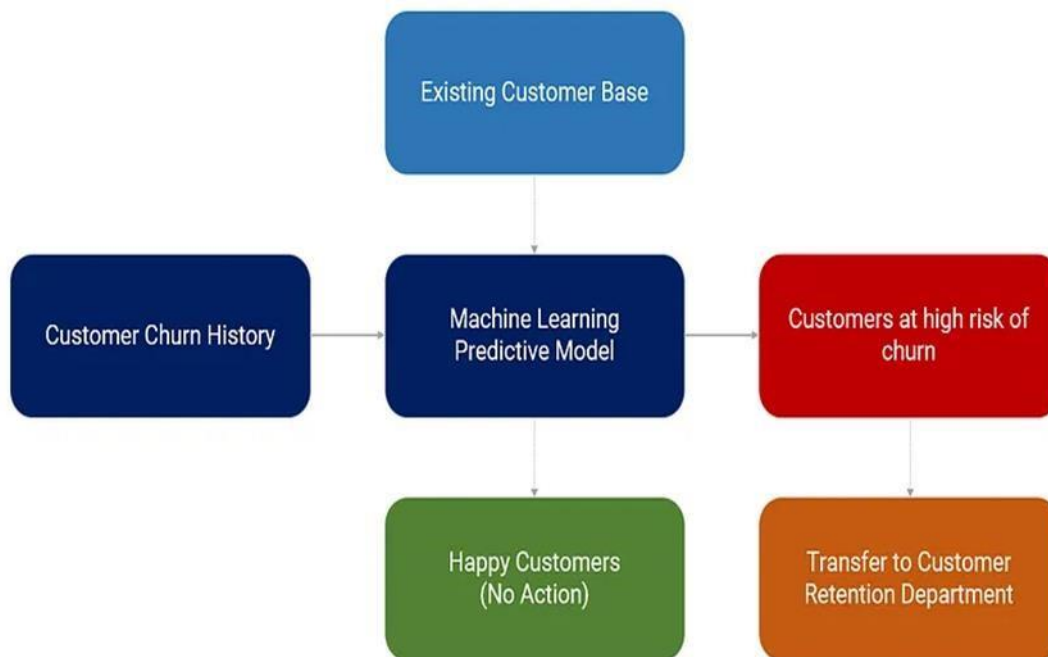 Existing Customer Base
Customer Churn History
Machine Learning
Predictive Model
Customers at high risk of
churn
Happy Customers
(No Action)
Transfer to Customer
Retention Department